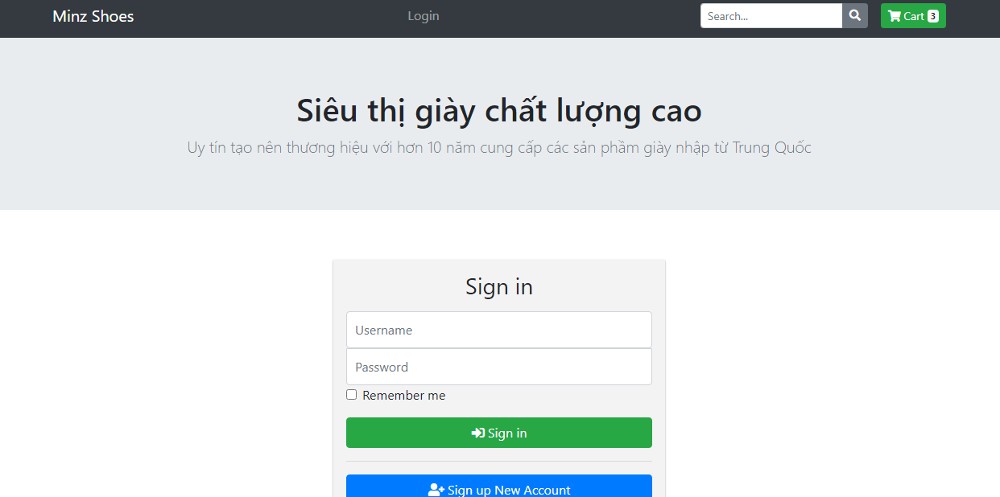 Minz Shoes Login Search... Cart 3
Siêu thị giày chất lượng cao
Uy tín tạo nên thương hiệu với hơn 10 năm cung cấp các sản phẩm giày nhập từ Trung Quốc
Sign in
Username
Password
Remember me
Sign in
Sign up New Account